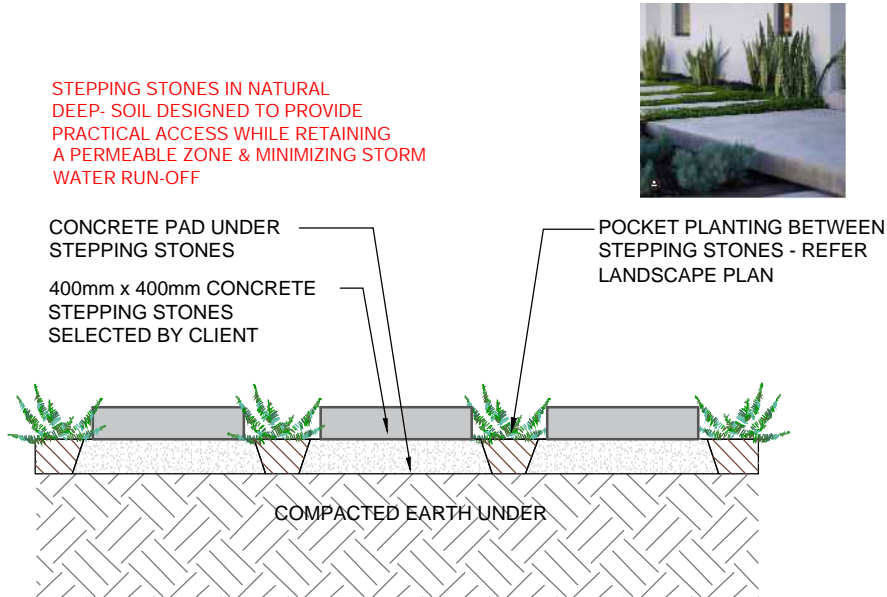 STEPPING STONES IN NATURAL
DEEP- SOIL DESIGNED TO PROVIDE
PRACTICAL ACCESS WHILE RETAINING
A PERMEABLE ZONE & MINIMIZING STORM
WATER RUN-OFF
CONCRETE PAD UNDER
STEPPING STONES
400mm x 400mm CONCRETE
STEPPING STONES
SELECTED BY CLIENT
POCKET PLANTING BETWEEN
STEPPING STONES - REFER
LANDSCAPE PLAN
COMPACTED EARTH UNDER